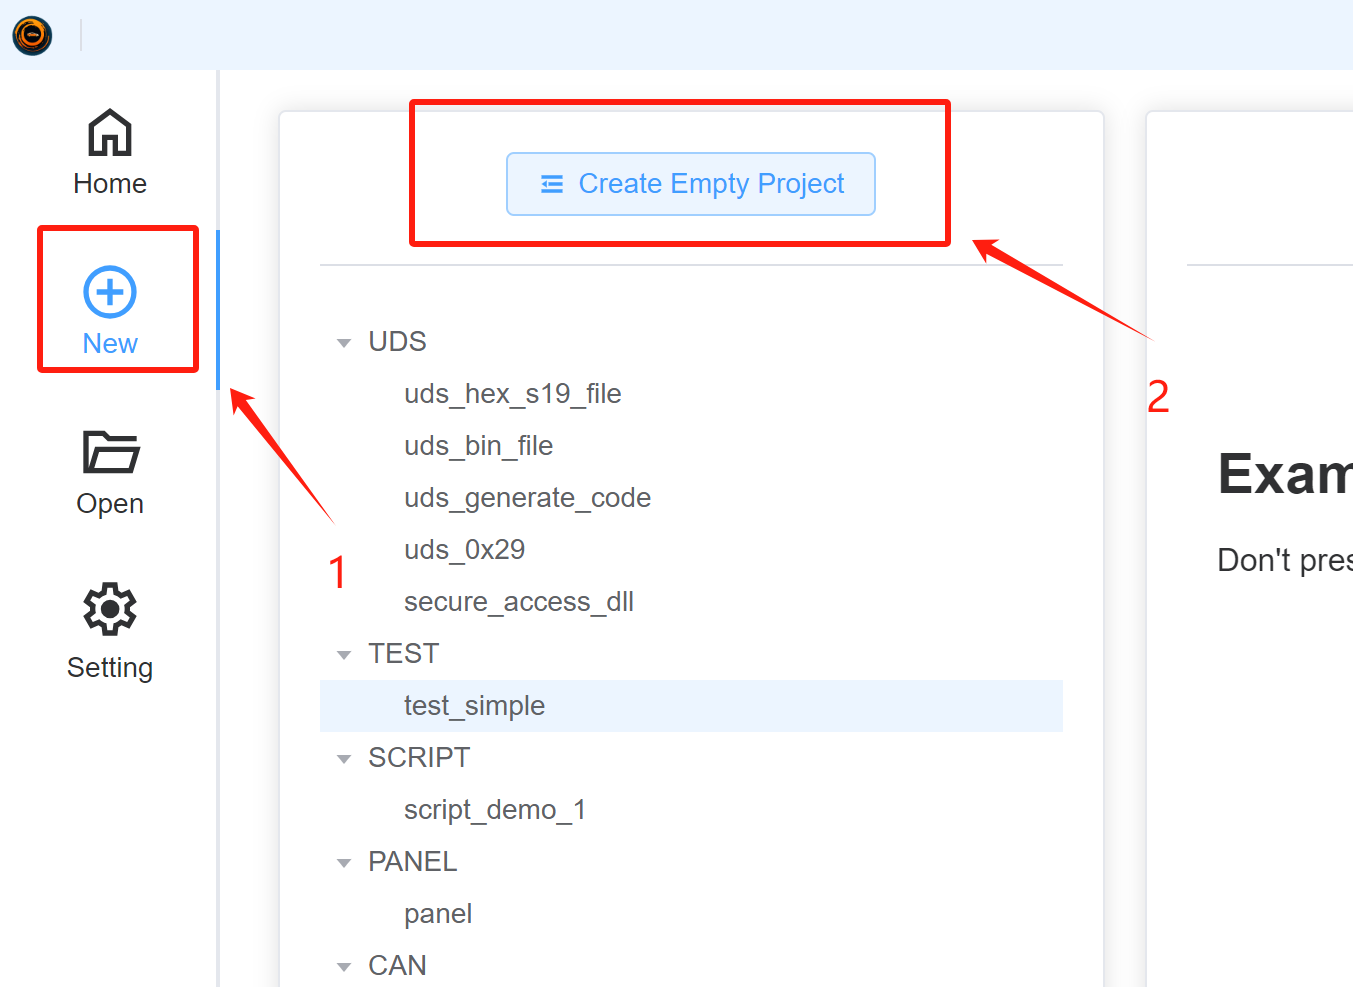 Home
New
Open
Setting
1
Create Empty Project
UDS
uds_hex_s19_file
uds_bin_file
uds_generate_code
uds_0x29
secure_access_dll
TEST
test_simple
SCRIPT
script_demo_1
PANEL
panel
CAN
2
Exam
Don't pres